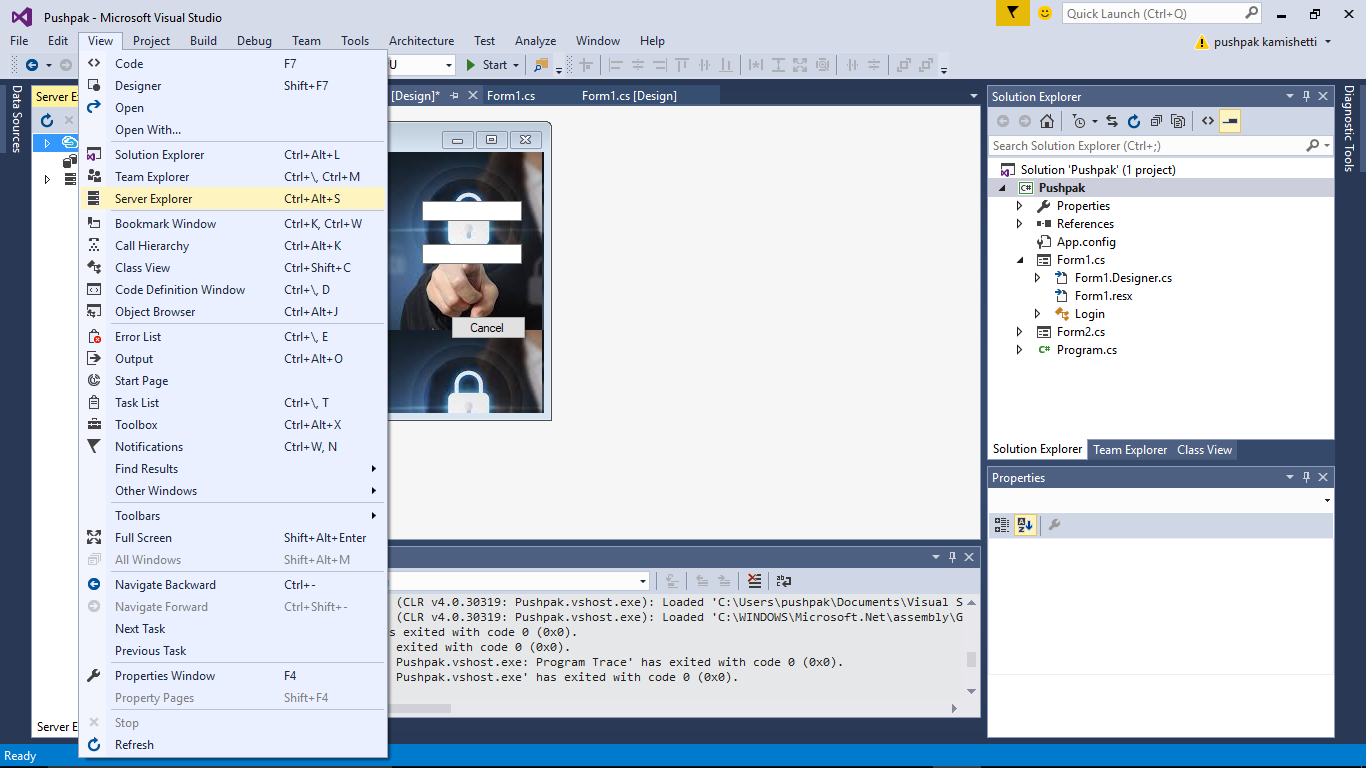 Pushpak - Microsoft Visual Studio
Quick Launch (Ctrl+Q)
File Edit View Project Build Debug Team Tools Architecture Test Analyze Window Help
pushpak kamishetti
U Start
Data Sources
Server E
Code F7
Designer Shift+F7
Open
Open With...
Solution Explorer Ctrl+Alt+L
Team Explorer Ctrl+\, Ctrl+M
Server Explorer Ctrl+Alt+S
Bookmark Window Ctrl+K, Ctrl+W
Call Hierarchy Ctrl+Alt+K
Class View Ctrl+Shift+C
Code Definition Window Ctrl+\, D
Object Browser Ctrl+Alt+J
Error List Ctrl+\, E
Output Ctrl+Alt+O
Start Page
Task List Ctrl+\, T
Toolbox Ctrl+Alt+X
Notifications Ctrl+W, N
Find Results
Other Windows
Toolbars
Full Screen Shift+Alt+Enter
All Windows Shift+Alt+M
Navigate Backward Ctrl+-
Navigate Forward Ctrl+Shift+-
Next Task
Previous Task
Properties Window F4
Property Pages Shift+F4
Stop
Refresh
[Design]* Form1.cs Form1.cs [Design]
Cancel
(CLR v4.0.30319: Pushpak.vshost.exe): Loaded 'C:\Users\pushpak\Documents\Visual S
(CLR v4.0.30319: Pushpak.vshost.exe): Loaded 'C:\WINDOWS\Microsoft.Net\assembly\G
s exited with code 0 (0x0).
exited with code 0 (0x0).
Pushpak.vshost.exe: Program Trace' has exited with code 0 (0x0).
Pushpak.vshost.exe' has exited with code 0 (0x0).
Solution Explorer
Search Solution Explorer (Ctrl+;)
Solution 'Pushpak' (1 project)
C# Pushpak
Properties
References
App.config
Form1.cs
Form1.Designer.cs
Form1.resx
Login
Form2.cs
C# Program.cs
Solution Explorer Team Explorer Class View
Properties
Diagnostic Tools
Server E
Ready